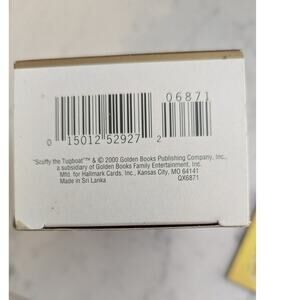 06871
0 15012 52927 2
"Scuffy the Tugboat"™ & © 2000 Golden Books Publishing Company, Inc.,
a subsidiary of Golden Books Family Entertainment, Inc.
Mfd. for Hallmark Cards, Inc., Kansas City, MO 64141
Made in Sri Lanka QX6871